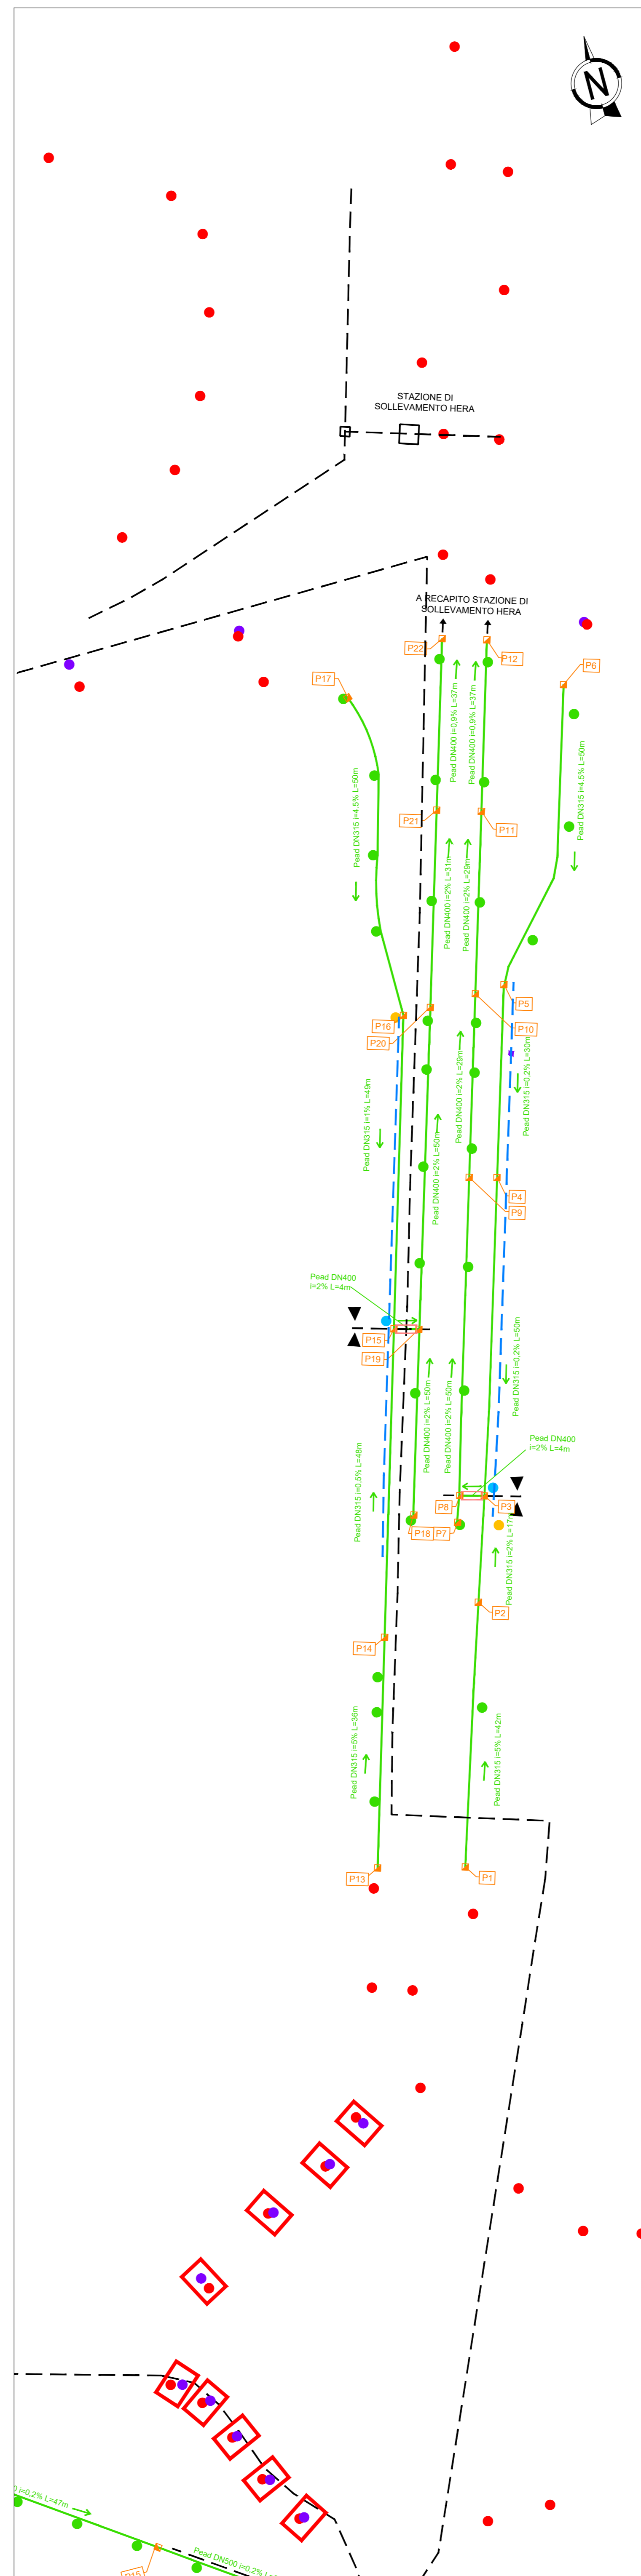 N
STAZIONE DI
SOLLEVAMENTO HERA
A RECAPITO STAZIONE DI
SOLLEVAMENTO HERA
P22
P12
P6
P17
Pead DN400 i=0,9% L=37m
Pead DN400 i=0,9% L=37m
Pead DN315 i=4.5% L=50m
Pead DN315 i=4.5% L=50m
P21
P11
Pead DN400 i=2% L=31m
Pead DN400 i=2% L=29m
P5
P16
P10
P20
Pead DN315 i=0,2% L=30m
Pead DN400 i=2% L=29m
Pead DN315 i=1% L=49m
Pead DN400 i=2% L=50m
P4
P9
Pead DN400
i=2% L=4m
P15
P19
Pead DN315 i=0,2% L=50m
Pead DN400 i=2% L=50m
Pead DN400 i=2% L=50m
Pead DN400
i=2% L=4m
Pead DN315 i=0.5% L=48m
P8
P3
P18
P7
Pead DN315 i=2% L=17m
P2
P14
Pead DN315 i=5% L=36m
Pead DN315 i=5% L=42m
P13
P1
i=0,2% L=47m
Pead DN500 i=0,2%
P15